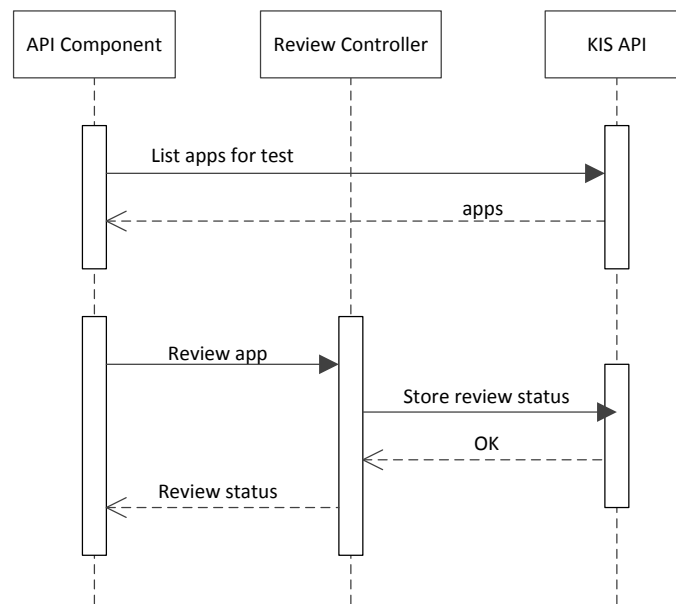 API Component
Review Controller
KIS API
List apps for test
apps
Review app
Store review status
OK
Review status